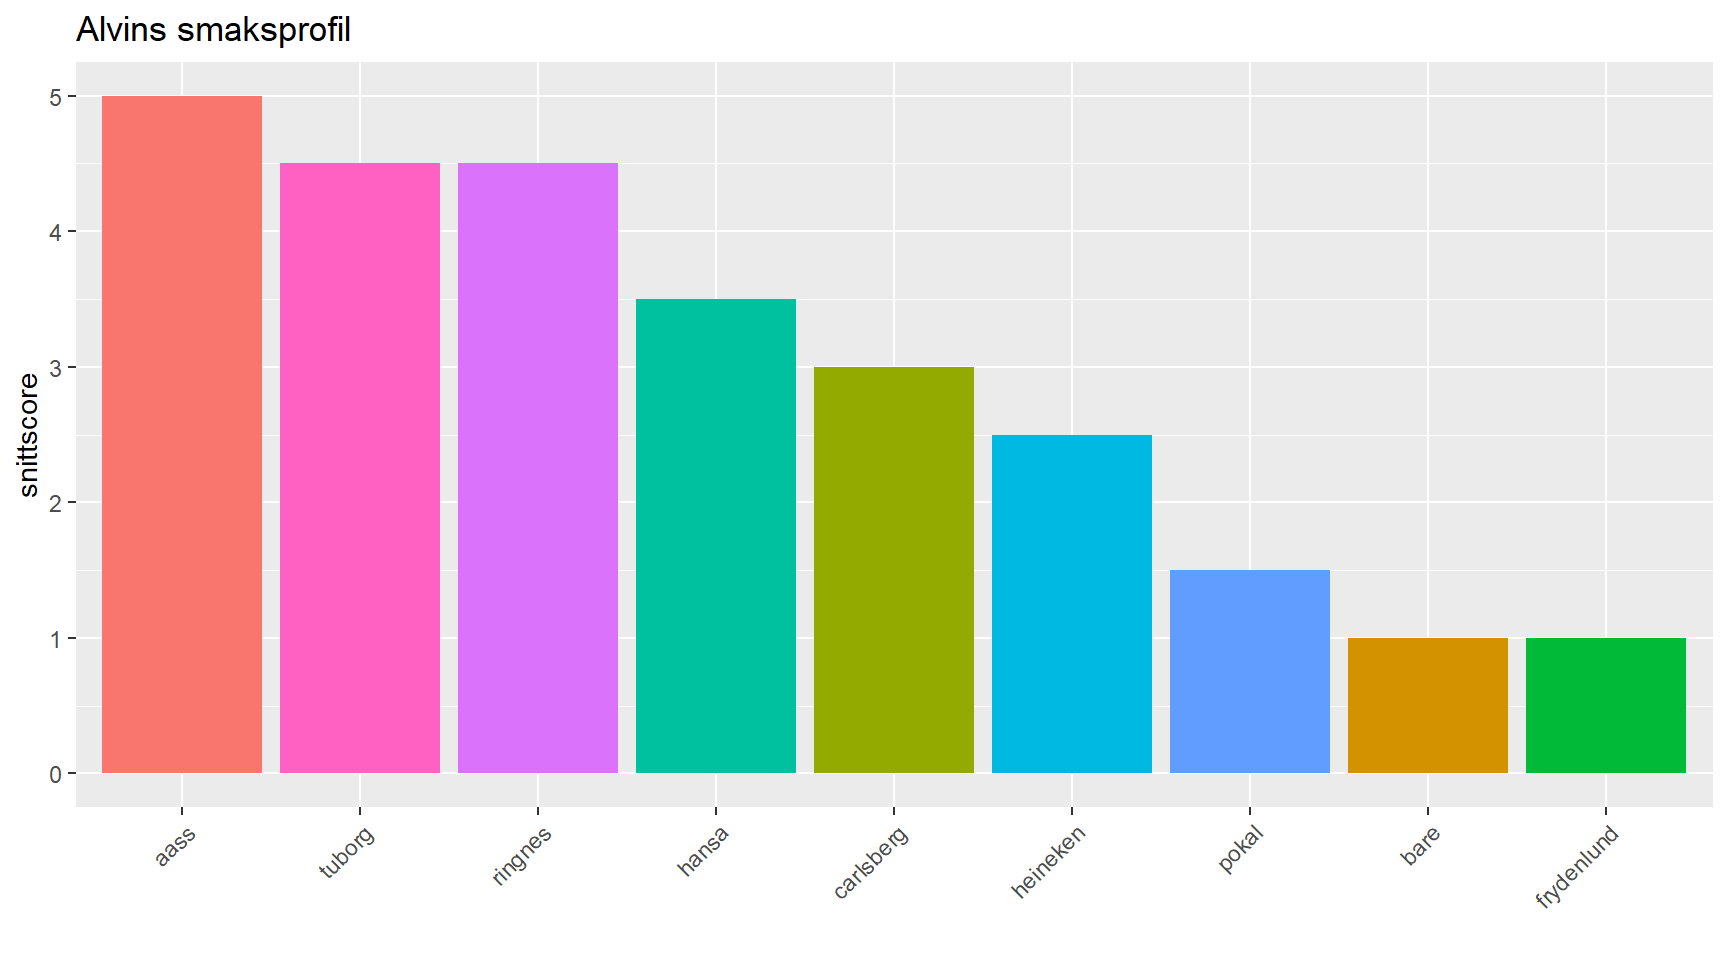 Alvins smaksprofil
snittscore
5
4
3
2
1
0
aass
tuborg
ringnes
hansa
carlsberg
heineken
pokal
bare
frydenlund